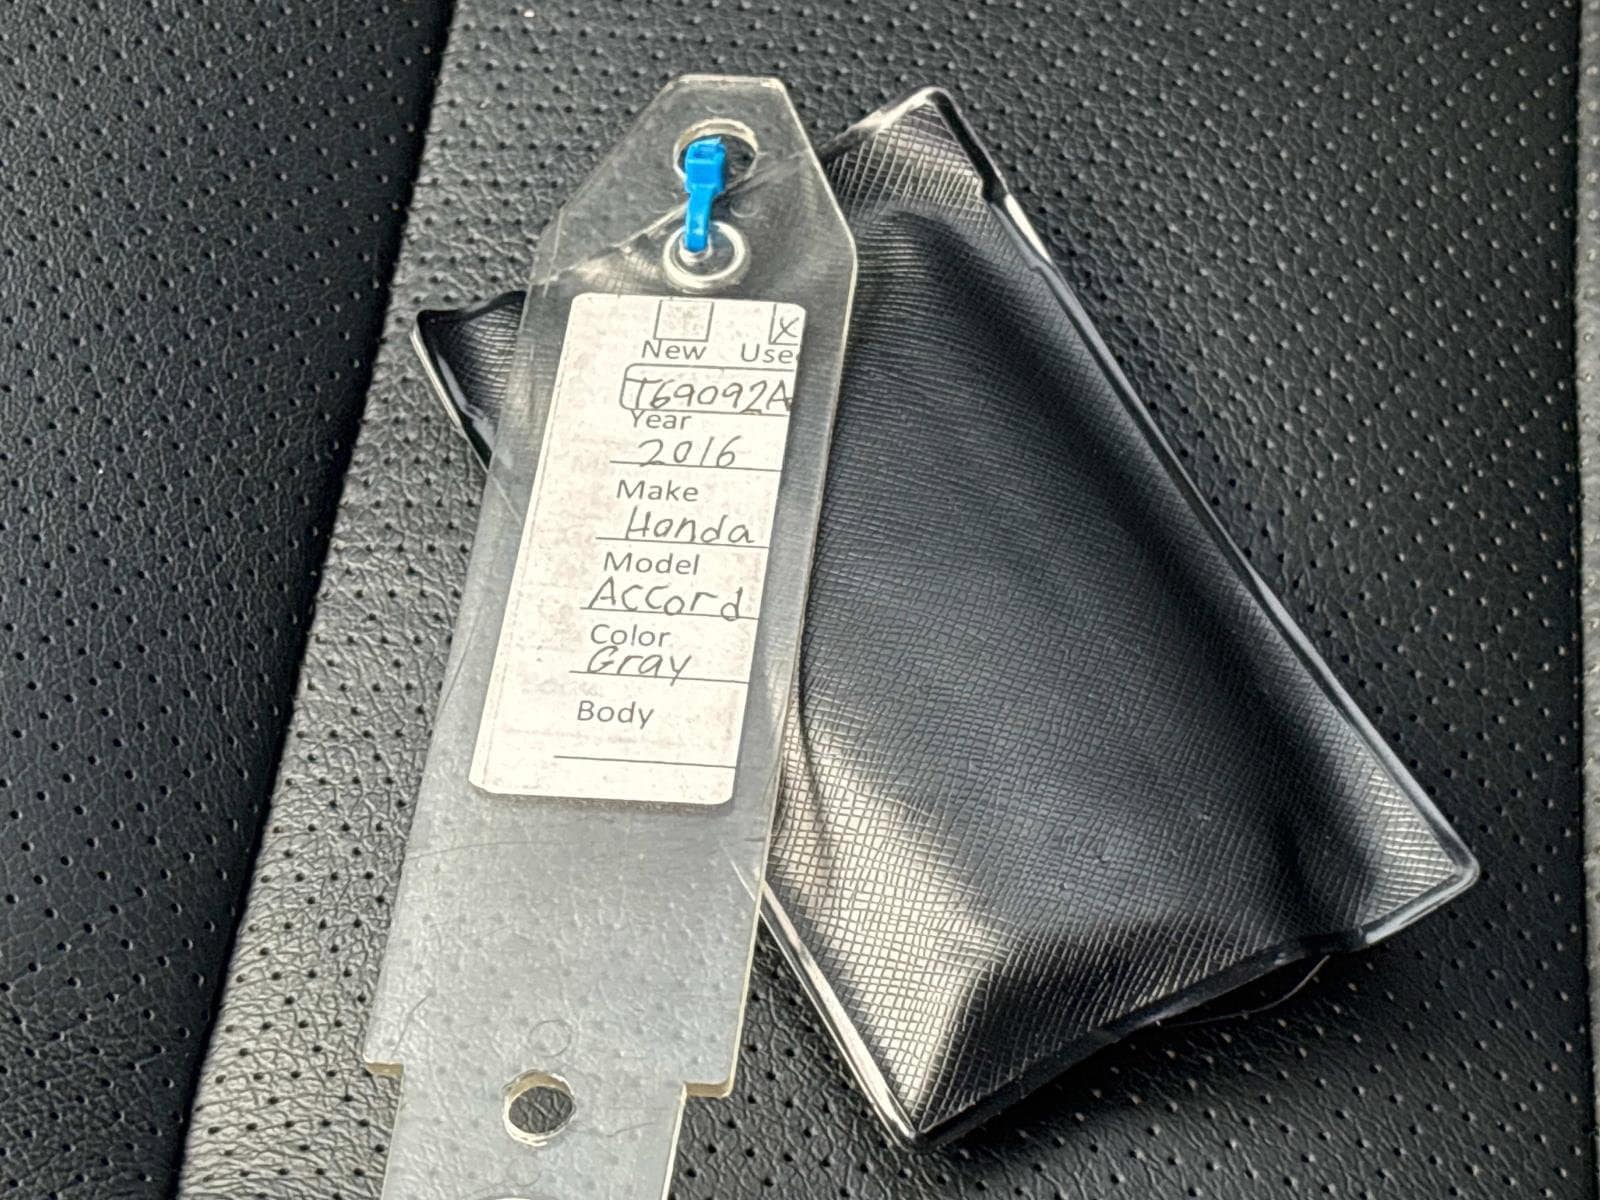 New Used
T69092A
Year
2016
Make
Honda
Model
Accord
Color
Gray
Body